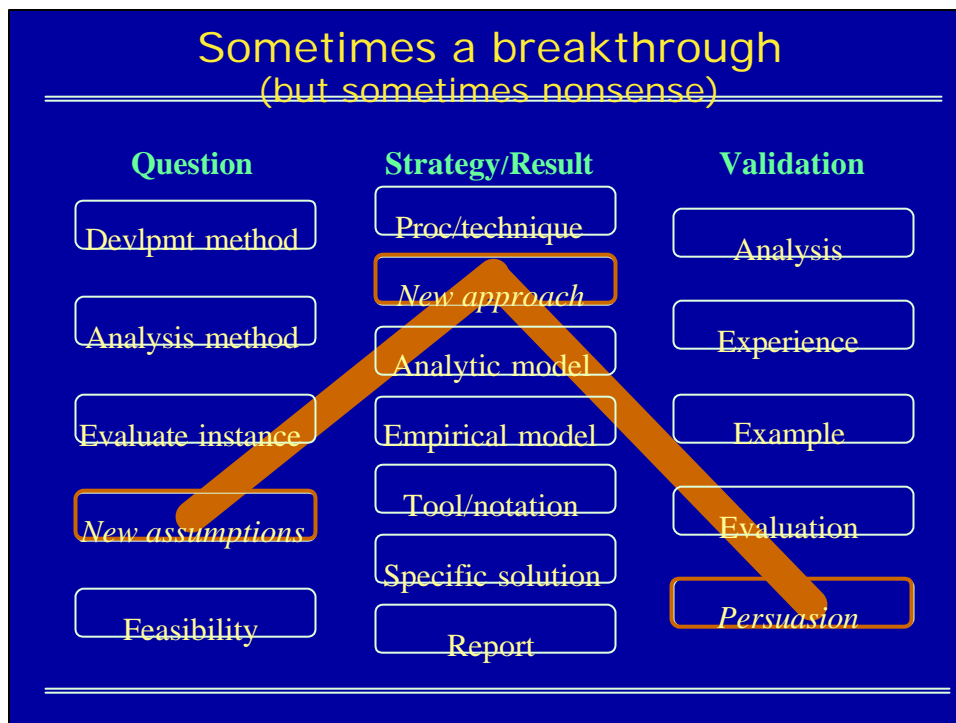 Sometimes a breakthrough
(but sometimes nonsense)
Question
Devlpmt method
Analysis method
Evaluate instance
New assumptions
Feasibility
Strategy/Result
Proc/technique
New approach
Analytic model
Empirical model
Tool/notation
Specific solution
Report
Validation
Analysis
Experience
Example
Evaluation
Persuasion